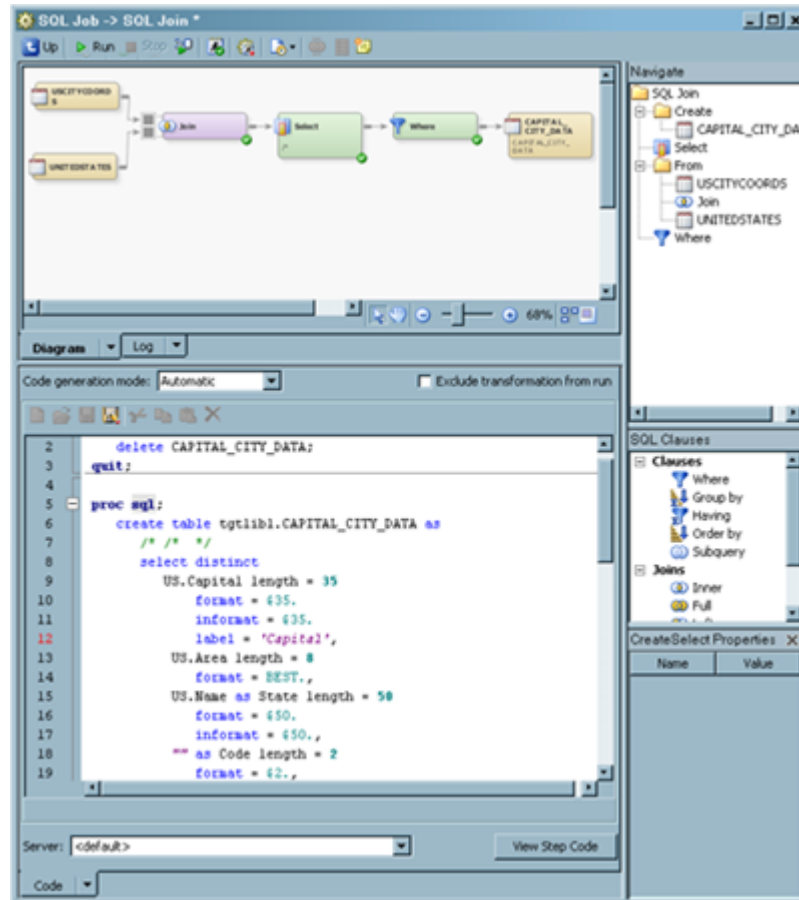 SQL Job -> SQL Join *
Up Run Stop
USCITYCOORD
S
UNITEDSTATES
Join
Select
/*
Where
CAPITAL_
CITY_DATA
CAPITAL_CITY_
DATA
68%
Diagram Log
Code generation mode: Automatic Exclude transformation from run
2 delete CAPITAL_CITY_DATA;
3 quit;
4
5 proc sql;
6 create table tgtlib1.CAPITAL_CITY_DATA as
7 /* /* */
8 select distinct
9 US.Capital length = 35
10 format = $35.
11 informat = $35.
12 label = 'Capital',
13 US.Area length = 8
14 format = BEST.,
15 US.Name as State length = 50
16 format = $50.
17 informat = $50.,
18 "" as Code length = 2
19 format = $2.,
Server: <default> View Step Code
Code
Navigate
SQL Join
Create
CAPITAL_CITY_DA
Select
From
USCITYCOORDS
Join
UNITEDSTATES
Where
SQL Clauses
Clauses
Where
Group by
Having
Order by
Subquery
Joins
Inner
Full
CreateSelect Properties
Name Value